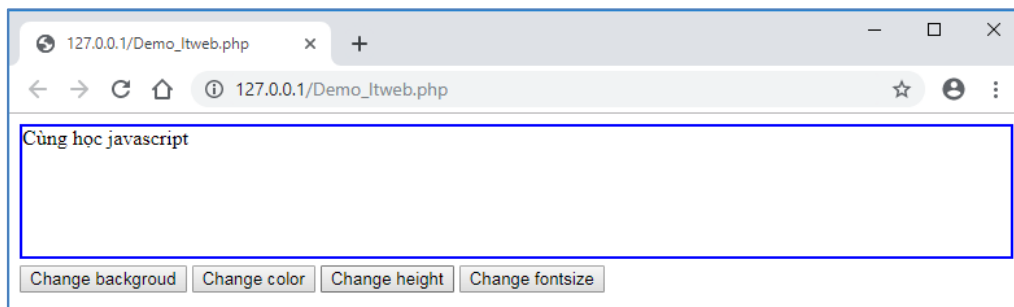 127.0.0.1/Demo_ltweb.php
127.0.0.1/Demo_ltweb.php
Cùng học javascript
Change backgroud Change color Change height Change fontsize